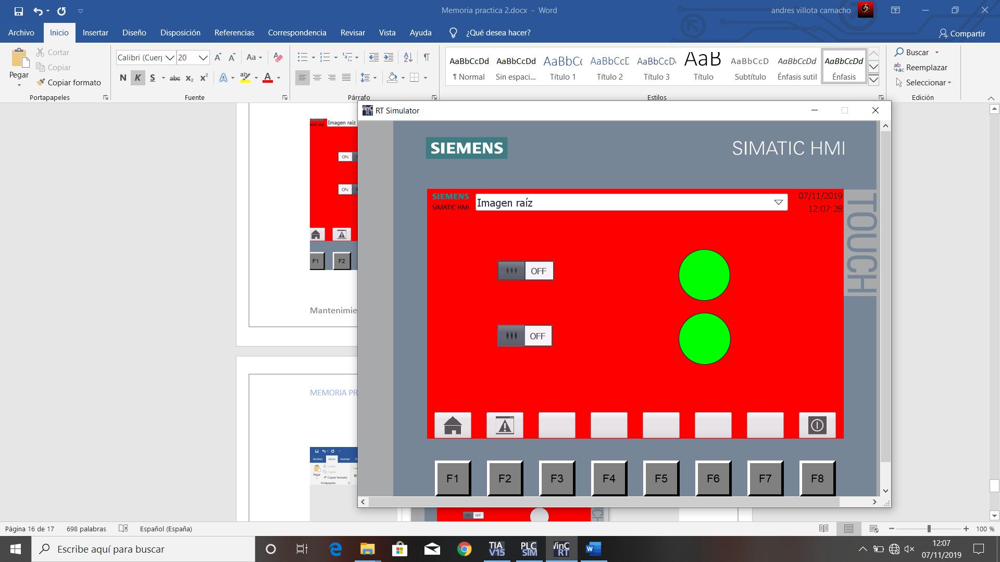 Memoria practica 2.docx - Word
andres villota camacho
Archivo Inicio Insertar Diseño Disposición Referencias Correspondencia Revisar Vista Ayuda ¿Qué desea hacer? Compartir
Pegar
Cortar
Copiar
Copiar formato
Portapapeles
Calibri (Cuerp 20 Aa
N K S abc x₂ x² A A
Fuente
Párrafo
AaBbCcDd AaBbCcDd AaBbCc AaBbCcC AaBbCcD AaB AaBbCcD AaBbCcDd AaBbCcDd
¶ Normal Sin espaci... Título 1 Título 2 Título 3 Título Subtítulo Énfasis sutil Énfasis
Estilos
Buscar
Reemplazar
Seleccionar
Edición
Imagen raíz
ON
ON
F1 F2
Mantenimie
MEMORIA PR
RT Simulator
SIEMENS
SIMATIC HMI
SIEMENS
SIMATIC HMI
Imagen raíz
07/11/2019
12:07:28
TOUCH
OFF
OFF
F1 F2 F3 F4 F5 F6 F7 F8
Archivo Inicio Insertar
Pegar
Cortar
Copiar
Copiar formato
Portapapeles
OFF
Página 16 de 17 698 palabras Español (España) 100 %
Escribe aquí para buscar
TIA V15
PLC SIM
WinC RT
12:07
07/11/2019